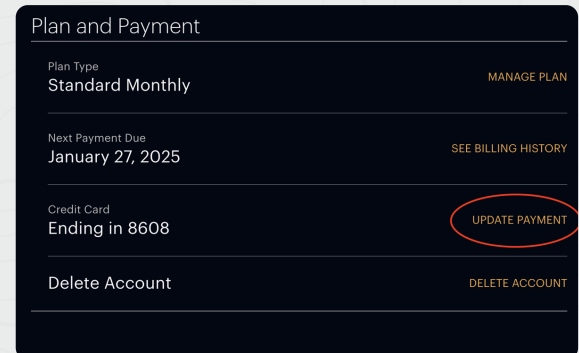 Plan and Payment
Plan Type
Standard Monthly
MANAGE PLAN
Next Payment Due
January 27, 2025
SEE BILLING HISTORY
Credit Card
Ending in 8608
UPDATE PAYMENT
Delete Account
DELETE ACCOUNT